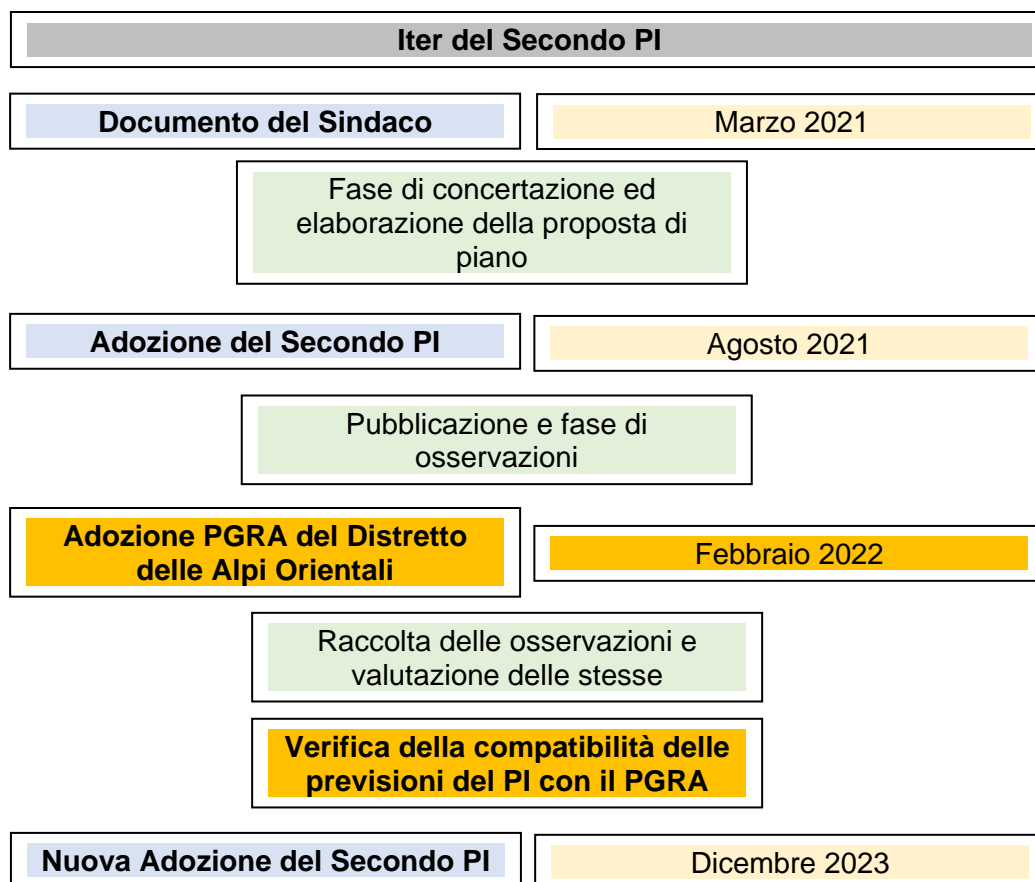 Iter del Secondo PI
Documento del Sindaco
Marzo 2021
Fase di concertazione ed
elaborazione della proposta di
piano
Adozione del Secondo PI
Agosto 2021
Pubblicazione e fase di
osservazioni
Adozione PGRA del Distretto
delle Alpi Orientali
Febbraio 2022
Raccolta delle osservazioni e
valutazione delle stesse
Verifica della compatibilità delle
previsioni del PI con il PGRA
Nuova Adozione del Secondo PI
Dicembre 2023